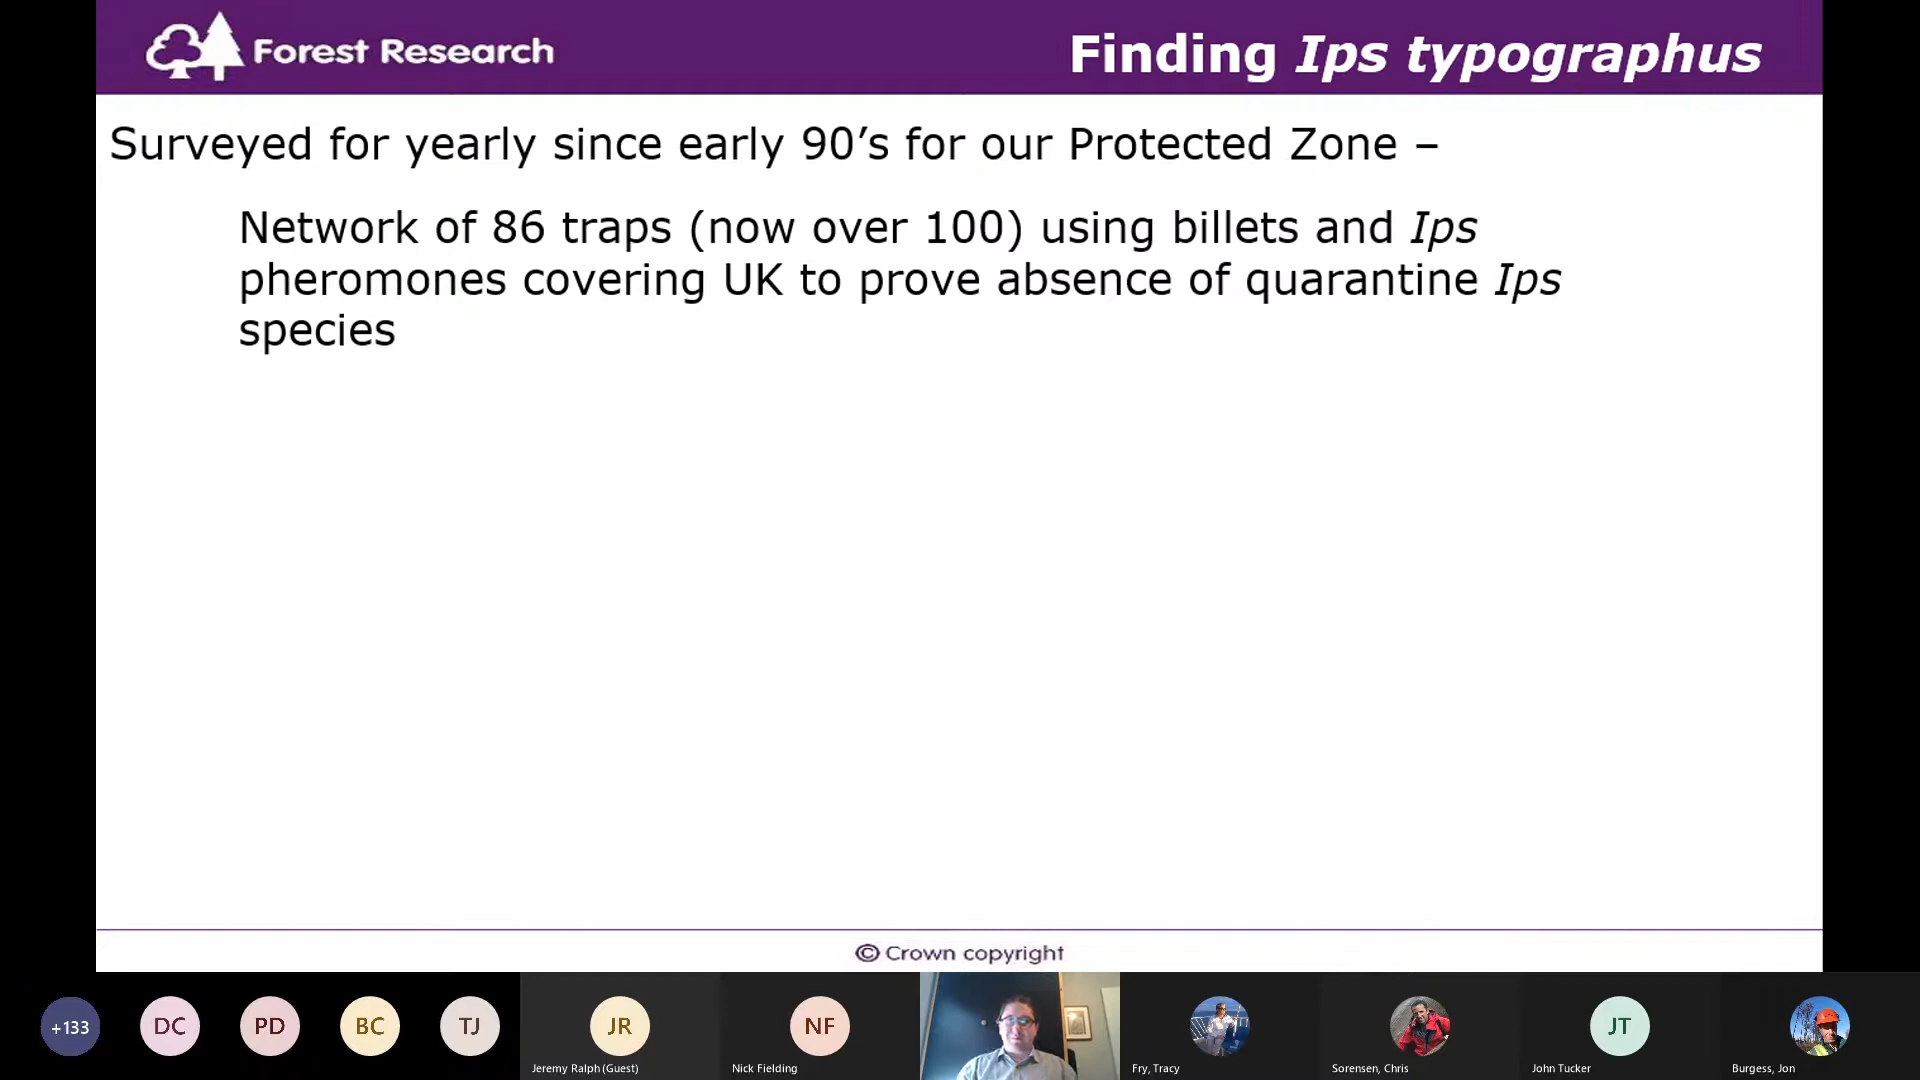 Forest Research
Finding Ips typographus
Surveyed for yearly since early 90’s for our Protected Zone –
Network of 86 traps (now over 100) using billets and Ips
pheromones covering UK to prove absence of quarantine Ips
species
© Crown copyright
+133
DC
PD
BC
TJ
JR
NF
JT
Jeremy Ralph (Guest)
Nick Fielding
Fry, Tracy
Sorensen, Chris
John Tucker
Burgess, Jon